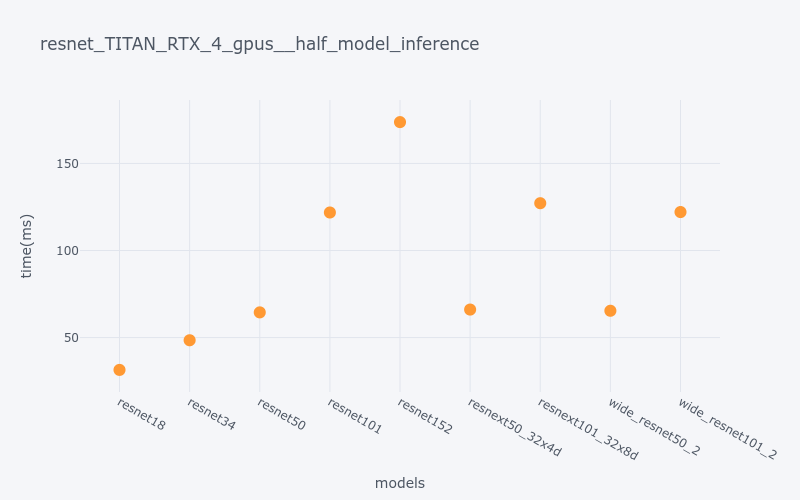 resnet_TITAN_RTX_4_gpus__half_model_inference
time(ms)
150
100
50
resnet18
resnet34
resnet50
resnet101
resnet152
resnext50_32x4d
resnext101_32x8d
wide_resnet50_2
wide_resnet101_2
models